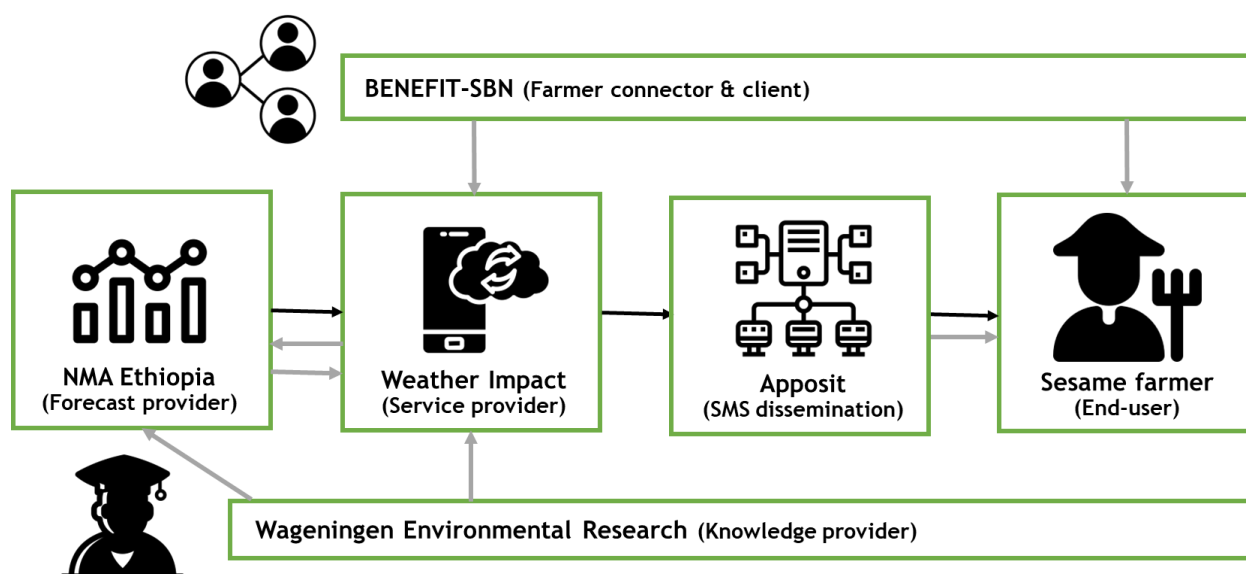 BENEFIT-SBN (Farmer connector & client)
NMA Ethiopia
(Forecast provider)
Weather Impact
(Service provider)
Apposit
(SMS dissemination)
Sesame farmer
(End-user)
Wageningen Environmental Research (Knowledge provider)